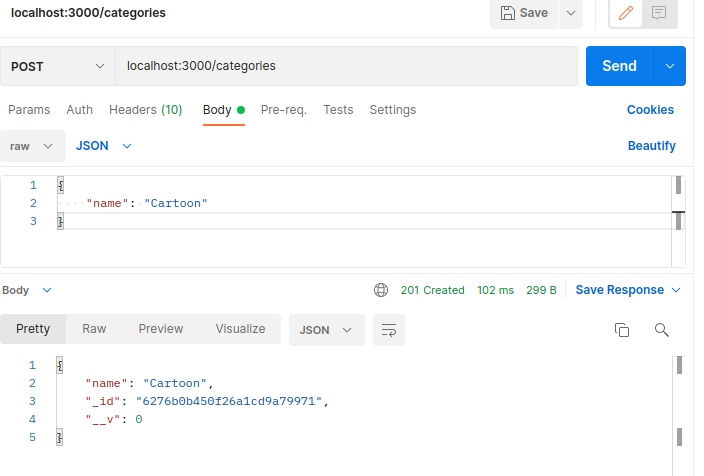 localhost:3000/categories
Save
POST localhost:3000/categories Send
Params Auth Headers (10) Body Pre-req. Tests Settings Cookies
raw JSON Beautify
1 {
2 "name": "Cartoon"
3 }
Body 201 Created 102 ms 299 B Save Response
Pretty Raw Preview Visualize JSON
1 {
2 "name": "Cartoon",
3 "_id": "6276b0b450f26a1cd9a79971",
4 "__v": 0
5 }